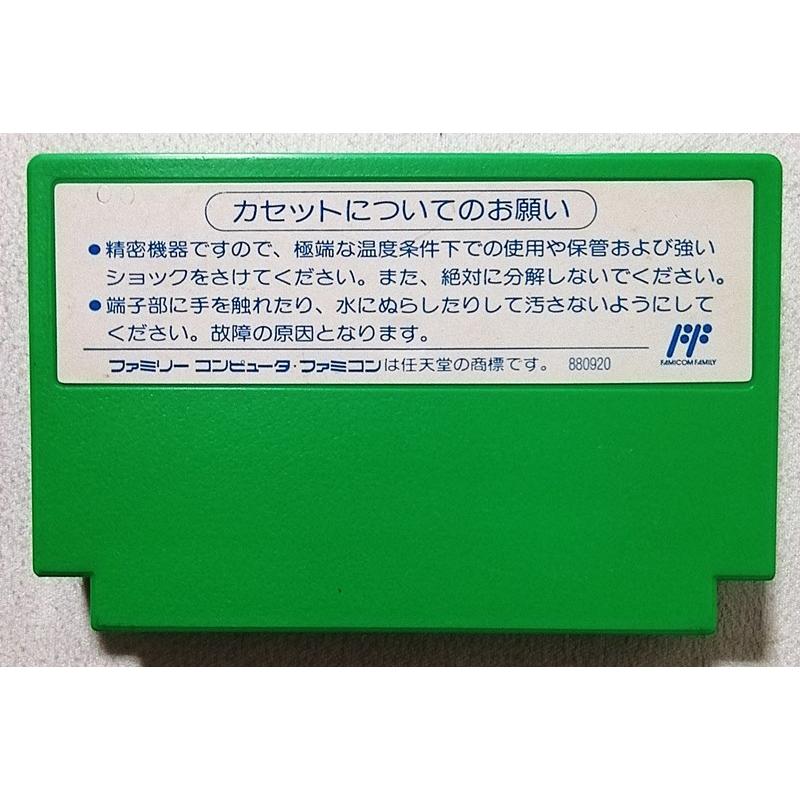 カセットについてのお願い
●精密機器ですので、極端な温度条件下での使用や保管および強い
ショックをさけてください。また、絶対に分解しないでください。
●端子部に手を触れたり、水にぬらしたりして汚さないようにして
ください。故障の原因となります。
FAMICOM FAMILY
ファミリー コンピュータ・ファミコンは任天堂の商標です。 880920